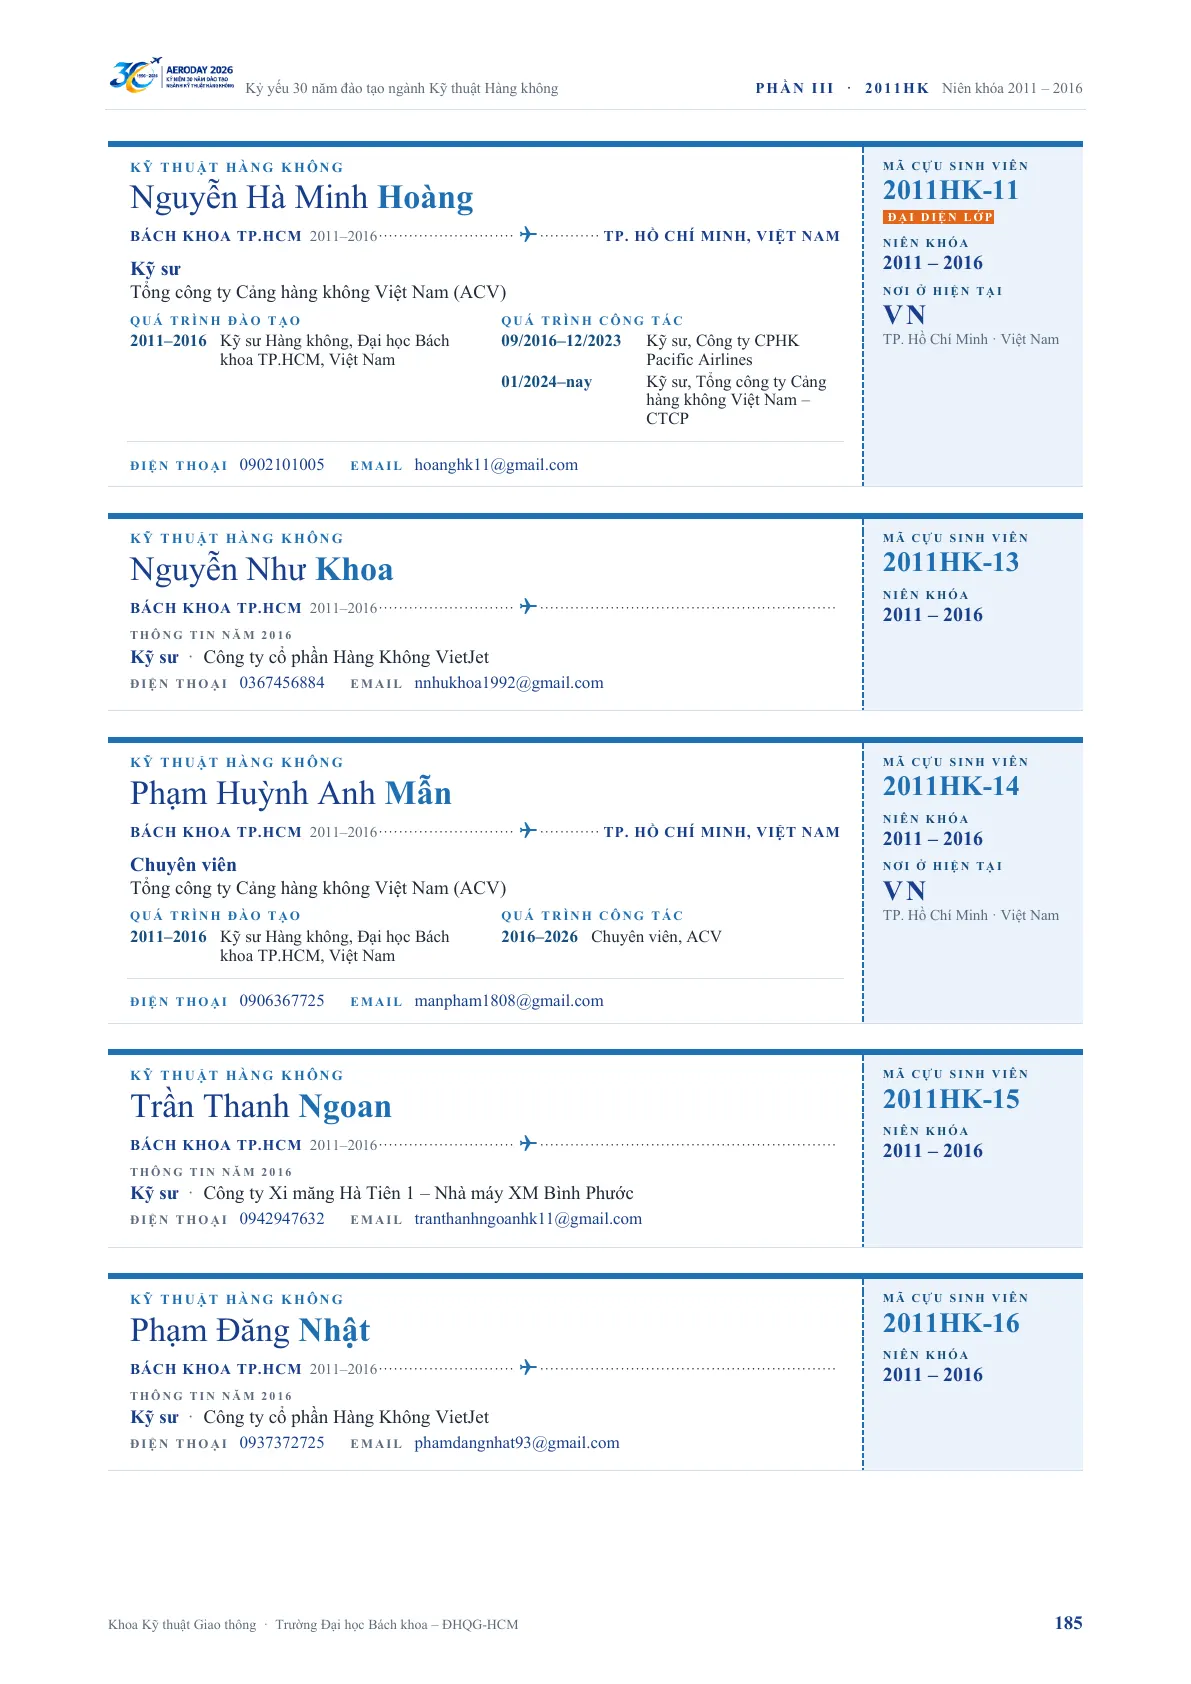 AERODAY 2026
KỶ NIỆM 30 NĂM ĐÀO TẠO
NGÀNH KỸ THUẬT HÀNG KHÔNG
Kỷ yếu 30 năm đào tạo ngành Kỹ thuật Hàng không
PHẦN III · 2011HK Niên khóa 2011 – 2016
KỸ THUẬT HÀNG KHÔNG
Nguyễn Hà Minh Hoàng
BÁCH KHOA TP.HCM 2011–2016 TP. HỒ CHÍ MINH, VIỆT NAM
Kỹ sư
Tổng công ty Cảng hàng không Việt Nam (ACV)
QUÁ TRÌNH ĐÀO TẠO
2011–2016 Kỹ sư Hàng không, Đại học Bách
khoa TP.HCM, Việt Nam
QUÁ TRÌNH CÔNG TÁC
09/2016–12/2023 Kỹ sư, Công ty CPHK
Pacific Airlines
01/2024–nay Kỹ sư, Tổng công ty Cảng
hàng không Việt Nam –
CTCP
ĐIỆN THOẠI 0902101005 EMAIL hoanghk11@gmail.com
MÃ CỰU SINH VIÊN
2011HK-11
ĐẠI DIỆN LỚP
NIÊN KHÓA
2011 – 2016
NƠI Ở HIỆN TẠI
VN
TP. Hồ Chí Minh · Việt Nam
KỸ THUẬT HÀNG KHÔNG
Nguyễn Như Khoa
BÁCH KHOA TP.HCM 2011–2016
THÔNG TIN NĂM 2016
Kỹ sư · Công ty cổ phần Hàng Không VietJet
ĐIỆN THOẠI 0367456884 EMAIL nnhukhoa1992@gmail.com
MÃ CỰU SINH VIÊN
2011HK-13
NIÊN KHÓA
2011 – 2016
KỸ THUẬT HÀNG KHÔNG
Phạm Huỳnh Anh Mẫn
BÁCH KHOA TP.HCM 2011–2016 TP. HỒ CHÍ MINH, VIỆT NAM
Chuyên viên
Tổng công ty Cảng hàng không Việt Nam (ACV)
QUÁ TRÌNH ĐÀO TẠO
2011–2016 Kỹ sư Hàng không, Đại học Bách
khoa TP.HCM, Việt Nam
QUÁ TRÌNH CÔNG TÁC
2016–2026 Chuyên viên, ACV
ĐIỆN THOẠI 0906367725 EMAIL manpham1808@gmail.com
MÃ CỰU SINH VIÊN
2011HK-14
NIÊN KHÓA
2011 – 2016
NƠI Ở HIỆN TẠI
VN
TP. Hồ Chí Minh · Việt Nam
KỸ THUẬT HÀNG KHÔNG
Trần Thanh Ngoan
BÁCH KHOA TP.HCM 2011–2016
THÔNG TIN NĂM 2016
Kỹ sư · Công ty Xi măng Hà Tiên 1 – Nhà máy XM Bình Phước
ĐIỆN THOẠI 0942947632 EMAIL tranthanhngoanhk11@gmail.com
MÃ CỰU SINH VIÊN
2011HK-15
NIÊN KHÓA
2011 – 2016
KỸ THUẬT HÀNG KHÔNG
Phạm Đăng Nhật
BÁCH KHOA TP.HCM 2011–2016
THÔNG TIN NĂM 2016
Kỹ sư · Công ty cổ phần Hàng Không VietJet
ĐIỆN THOẠI 0937372725 EMAIL phamdangnhat93@gmail.com
MÃ CỰU SINH VIÊN
2011HK-16
NIÊN KHÓA
2011 – 2016
Khoa Kỹ thuật Giao thông · Trường Đại học Bách khoa – ĐHQG-HCM
185